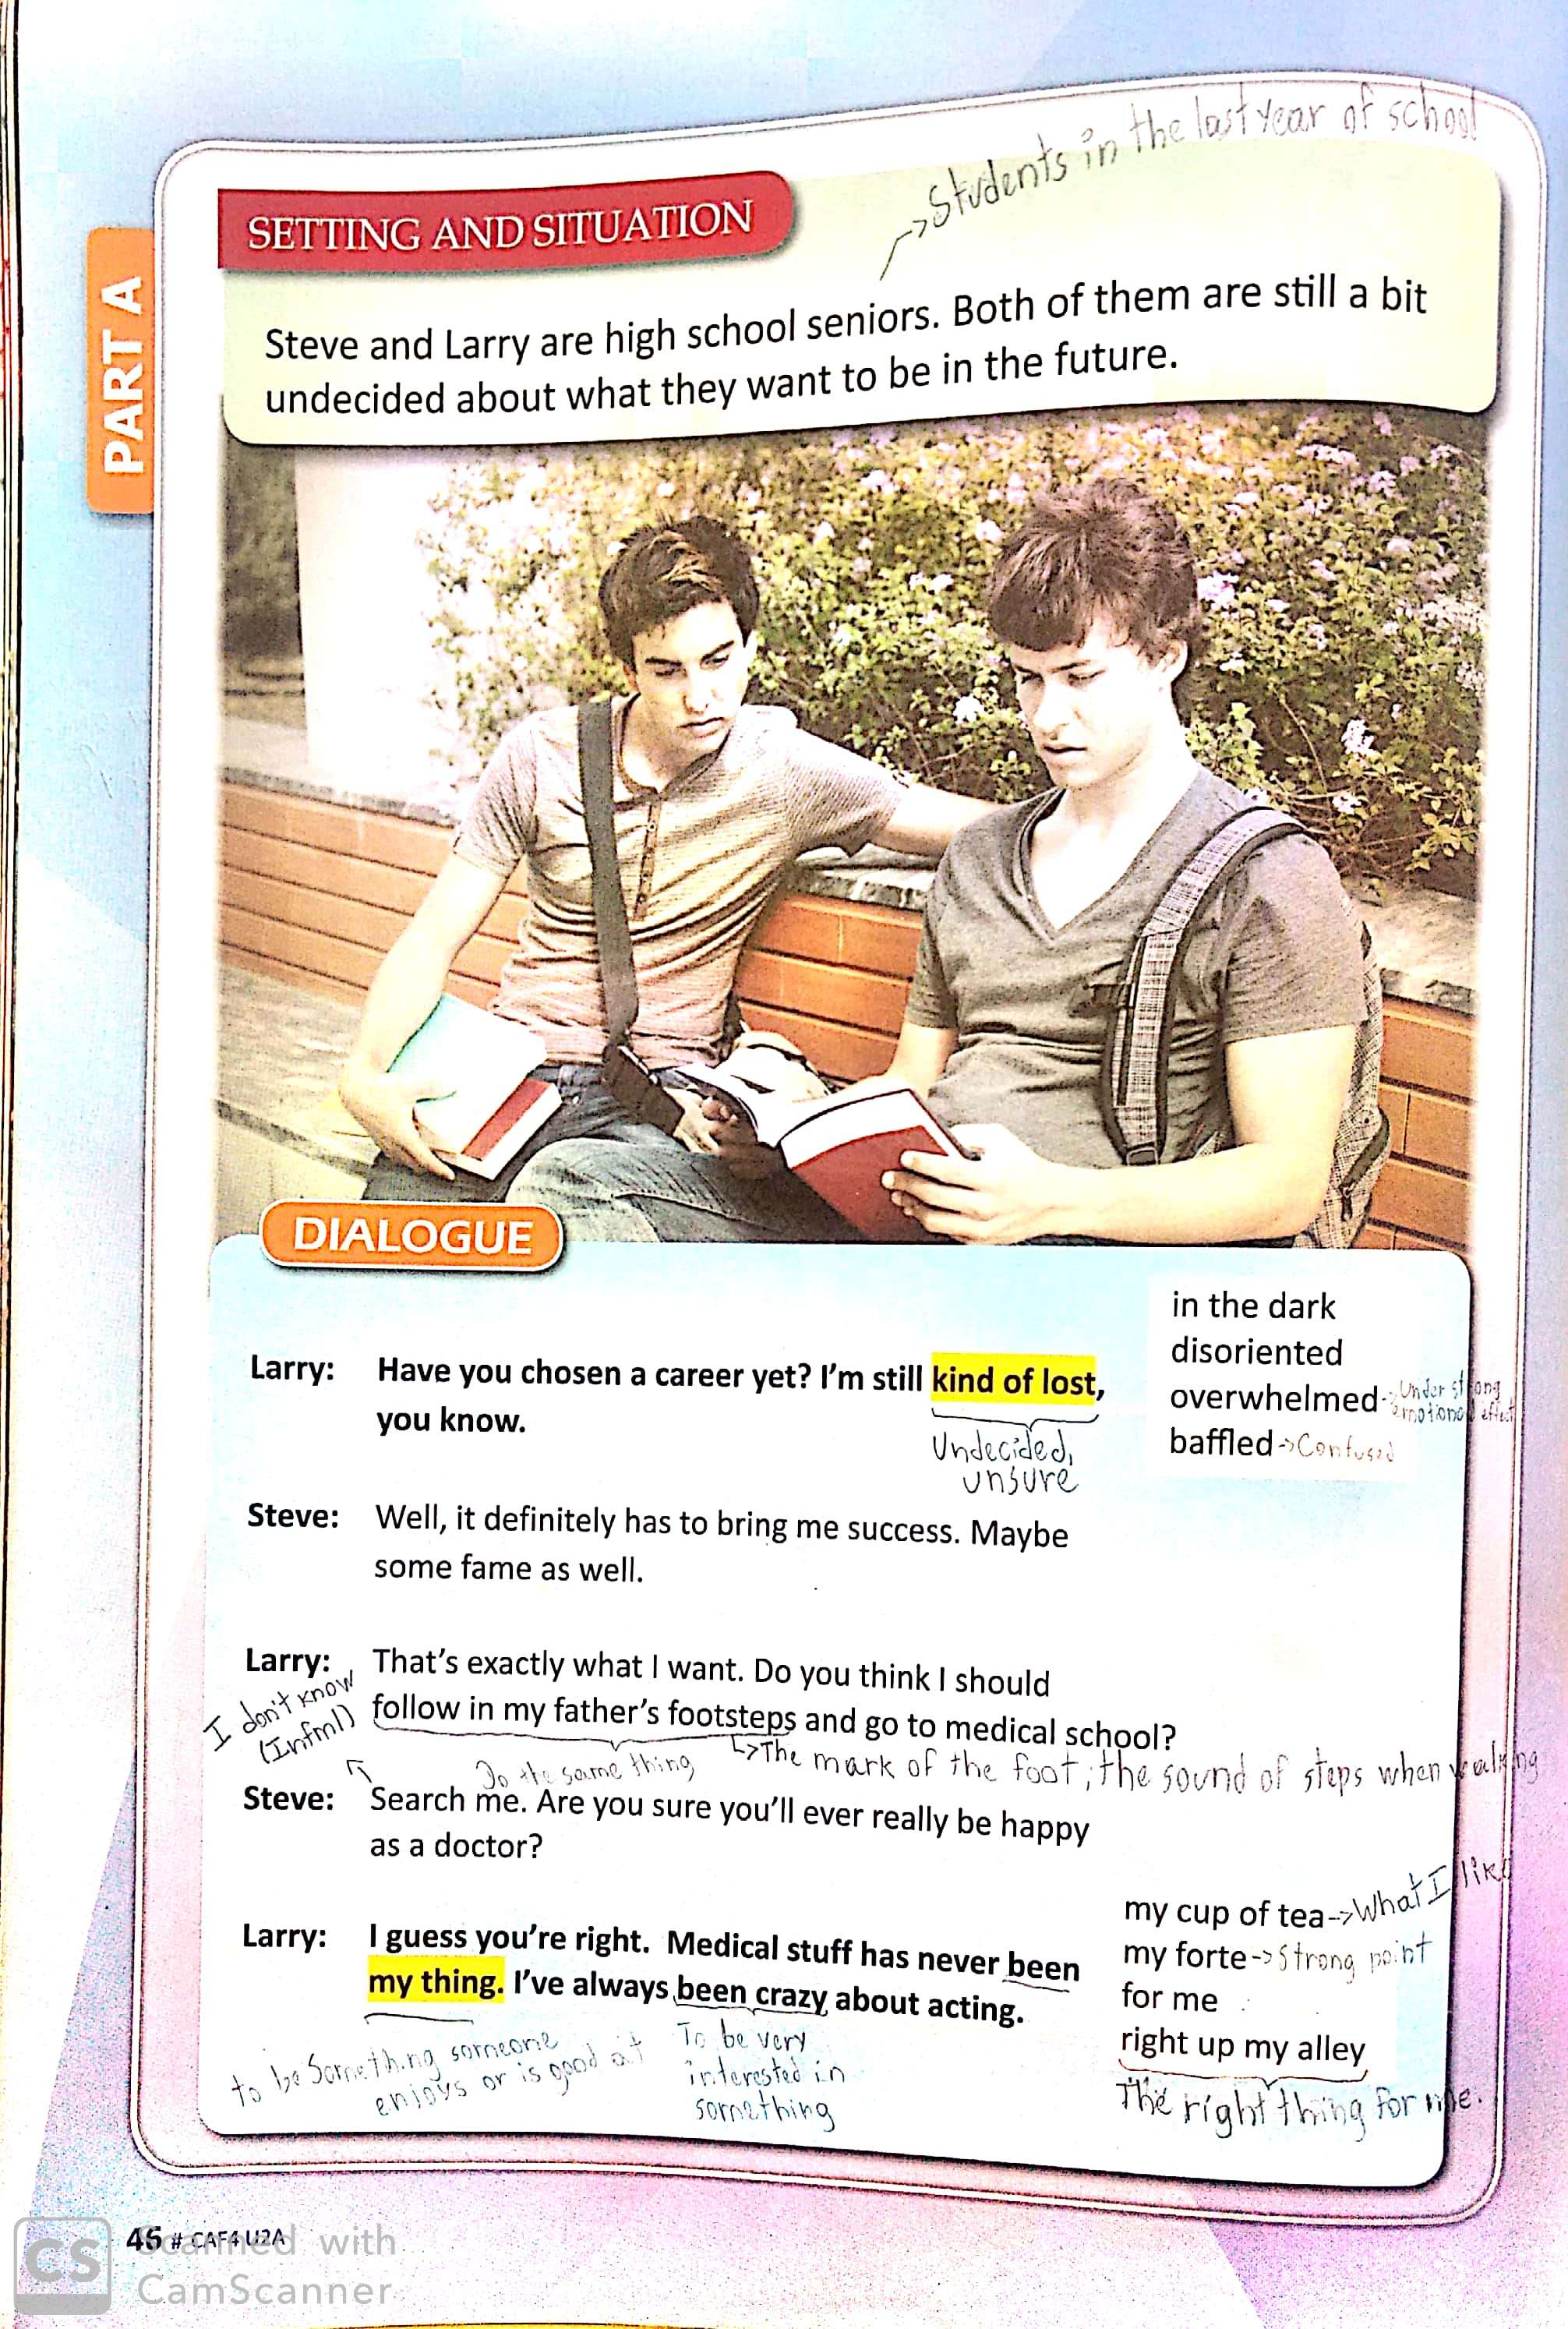 ->Students in the last year of school
SETTING AND SITUATION
PART A
Steve and Larry are high school seniors. Both of them are still a bit
undecided about what they want to be in the future.
DIALOGUE
Larry: Have you chosen a career yet? I'm still kind of lost,
you know.
Undecided,
unsure
in the dark
disoriented
overwhelmed->Under strong
emotional effect
baffled->Confused
Steve: Well, it definitely has to bring me success. Maybe
some fame as well.
Larry: That's exactly what I want. Do you think I should
follow in my father's footsteps and go to medical school?
I don't know
(Infml)
Do the same thing
->The mark of the foot; the sound of steps when walking
Steve: Search me. Are you sure you'll ever really be happy
as a doctor?
Larry: I guess you're right. Medical stuff has never been
my thing. I've always been crazy about acting.
to be something someone
enjoys or is good at
To be very
interested in
something
my cup of tea->What I like
my forte->Strong point
for me
right up my alley
The right thing for me.
46 # CAF4 U2A
CS
Scanned with
CamScanner